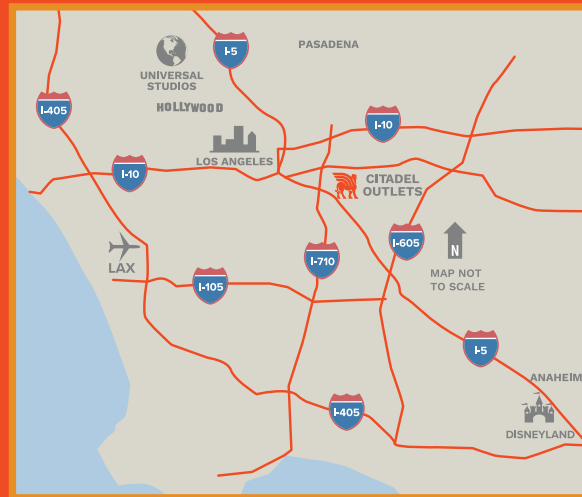 I-5
PASADENA
UNIVERSAL
STUDIOS
HOLLYWOOD
I-405
I-10
LOS ANGELES
I-10
CITADEL
OUTLETS
I-605
N
LAX
I-710
MAP NOT
TO SCALE
I-105
I-5
ANAHEIM
I-405
DISNEYLAND